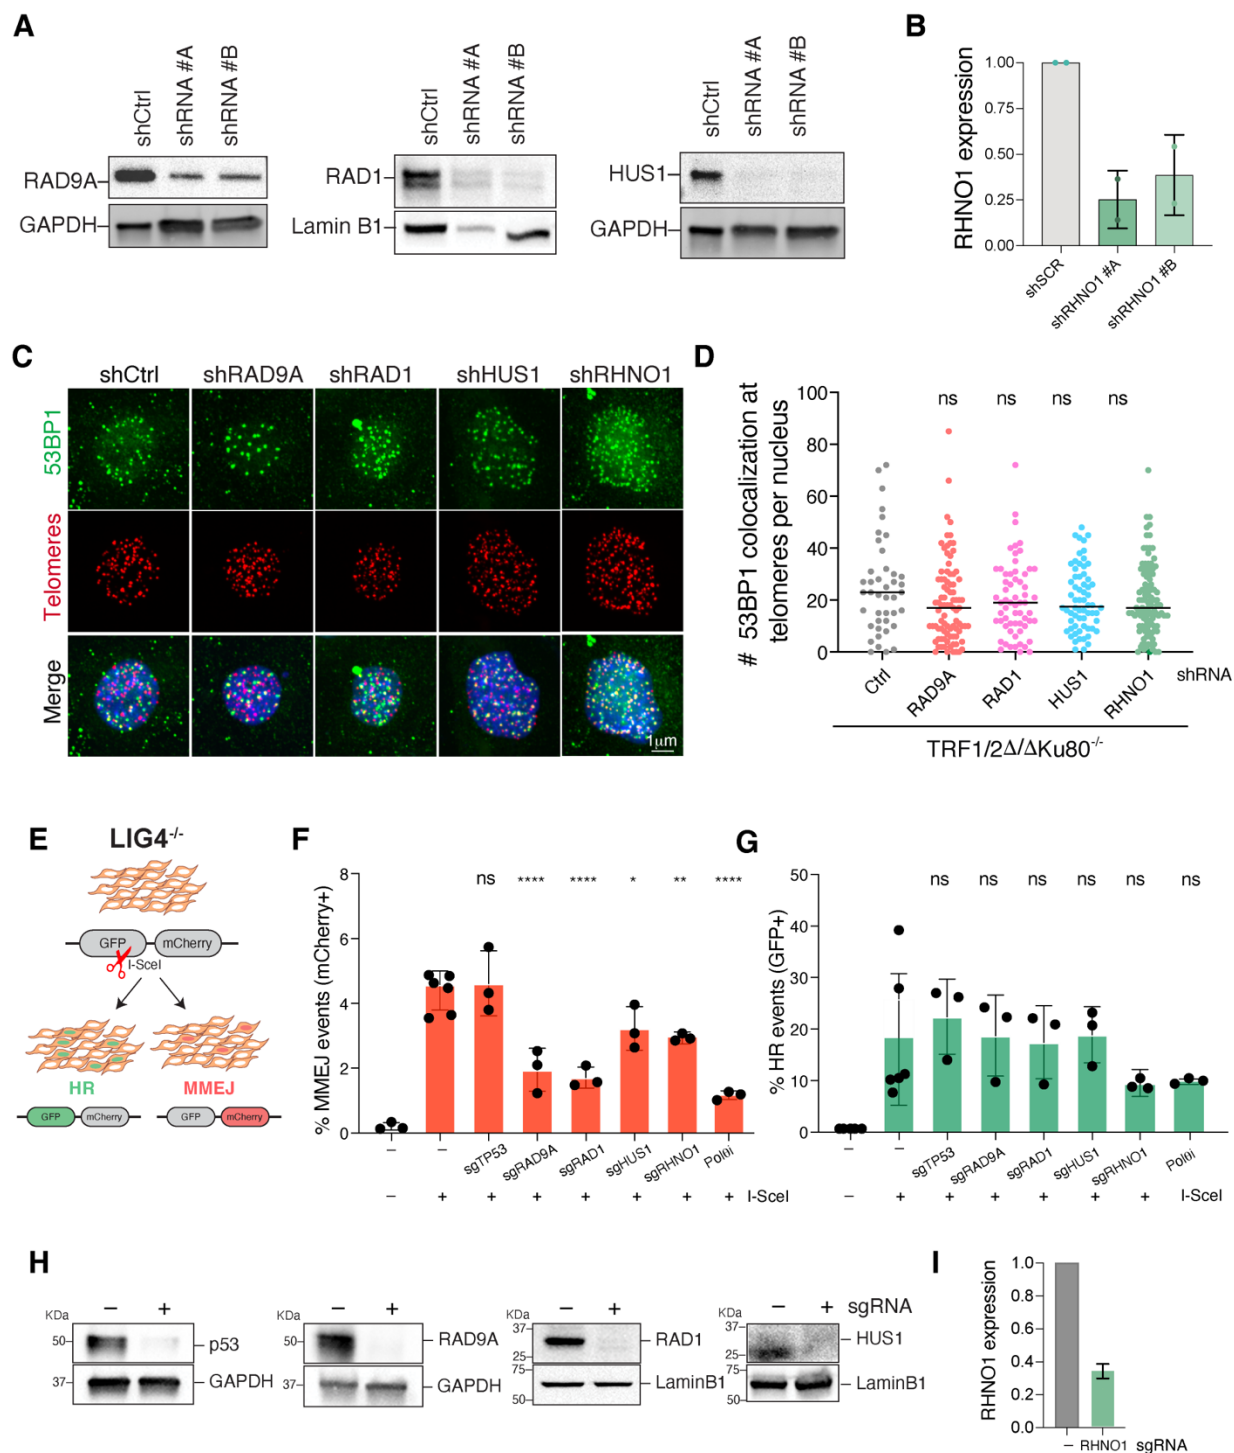 A
shCtrl
shRNA #A
shRNA #B
RAD9A
GAPDH
shCtrl
shRNA #A
shRNA #B
RAD1
Lamin B1
shCtrl
shRNA #A
shRNA #B
HUS1
GAPDH
B
RHNO1 expression
1.00
0.75
0.50
0.25
0.00
shSCR
shRHNO1 #A
shRHNO1 #B
C
shCtrl
shRAD9A
shRAD1
shHUS1
shRHNO1
53BP1
Telomeres
Merge
1µm
D
# 53BP1 colocalization at
telomeres per nucleus
100
80
60
40
20
0
ns ns ns ns
Ctrl
RAD9A
RAD1
HUS1
RHNO1
shRNA
TRF1/2Δ/ΔKu80-/-
E
LIG4-/-
GFP
mCherry
I-SceI
HR
MMEJ
GFP
mCherry
GFP
mCherry
F
% MMEJ events (mCherry+
8
6
4
2
0
ns **** **** * ** ****
–
–
sgTP53
sgRAD9A
sgRAD1
sgHUS1
sgRHNO1
Polθi
– + + + + + + + I-SceI
G
% HR events (GFP+)
50
40
30
20
10
0
ns ns ns ns ns ns
–
–
sgTP53
sgRAD9A
sgRAD1
sgHUS1
sgRHNO1
Polθi
– + + + + + I-SceI
H
KDa
– +
50
p53
37
GAPDH
KDa
– +
50
RAD9A
37
GAPDH
KDa
– +
37
RAD1
25
75
LaminB1
50
KDa
– + sgRNA
37
HUS1
25
75
LaminB1
50
I
RHNO1 expression
1.0
0.8
0.6
0.4
0.2
0.0
– RHNO1 sgRNA